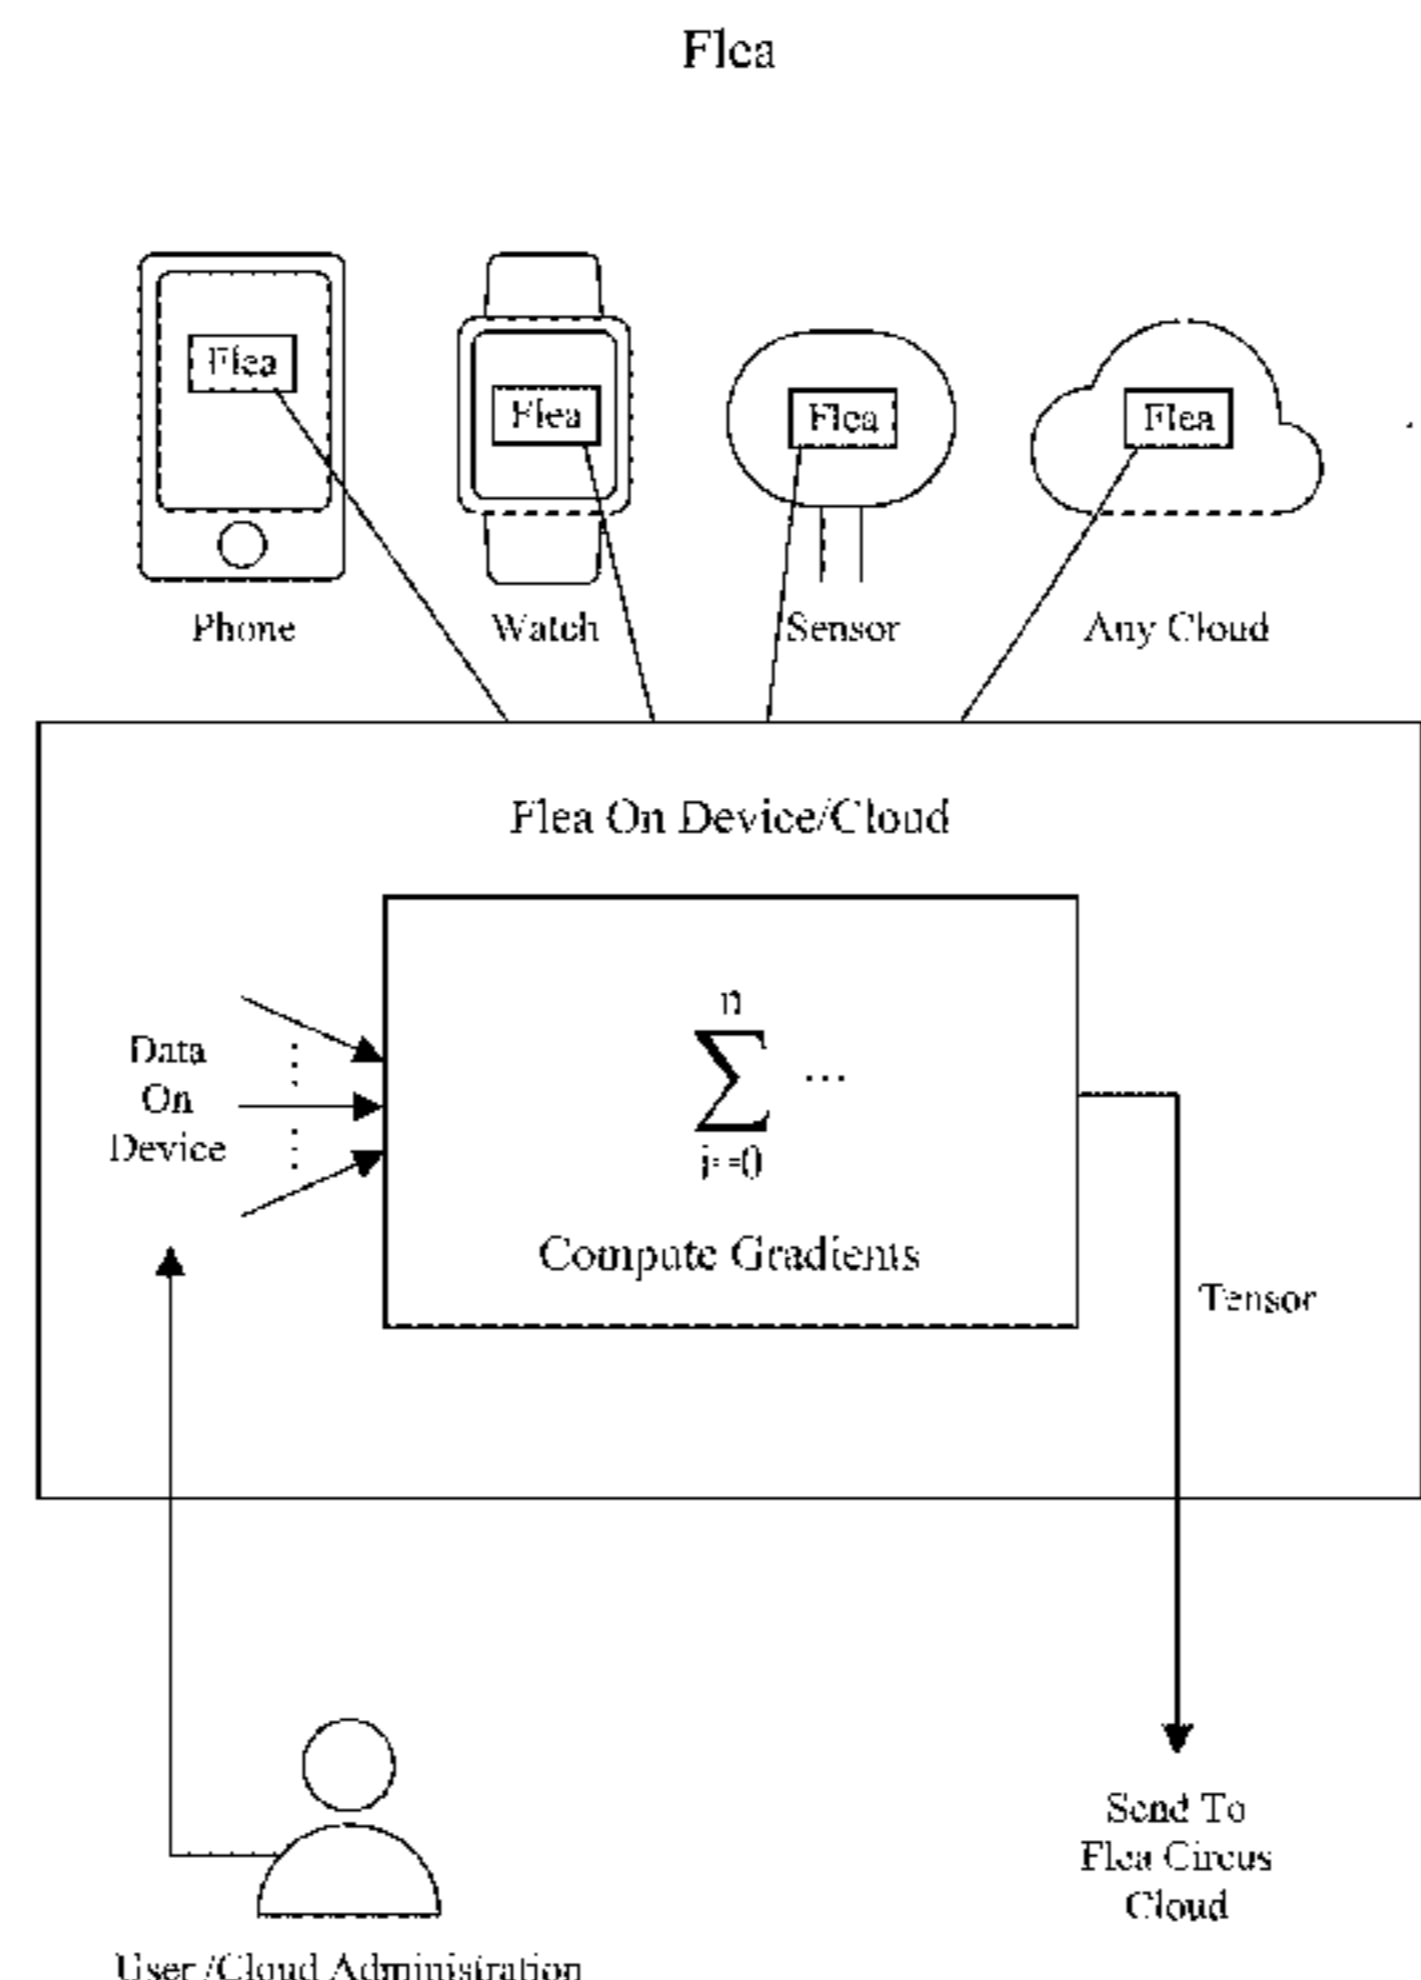 Flea
Flea
Flea
Flea
Flea
Phone
Watch
Sensor
Any Cloud
Flea On Device/Cloud
Data
On
Device
n
∑ ...
i=0
Compute Gradients
Tensor
Send To
Flea Circus
Cloud
User /Cloud Administration